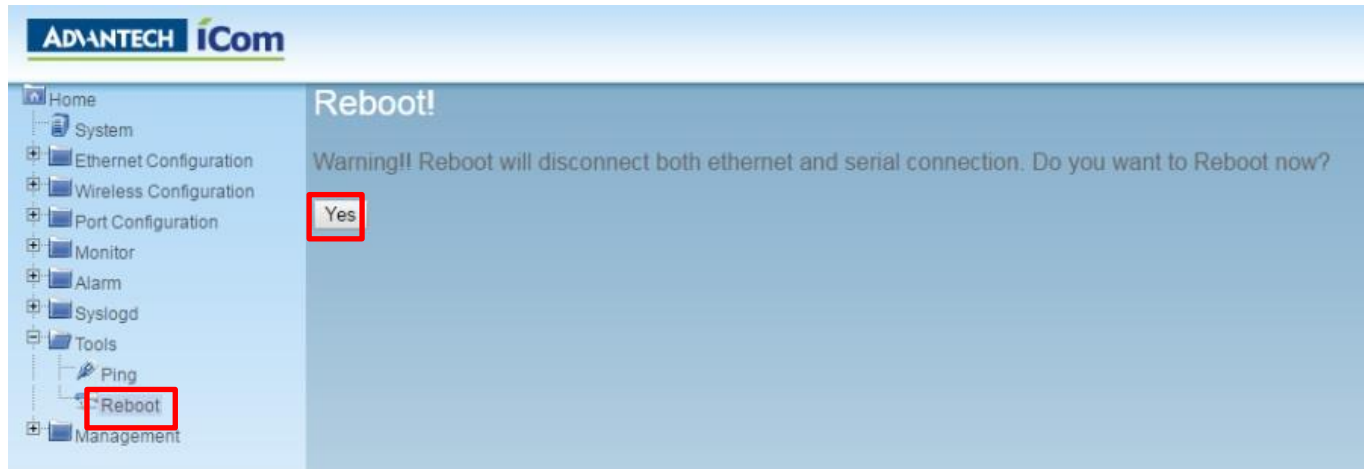 ADVANTECH iCom
Home
System
Ethernet Configuration
Wireless Configuration
Port Configuration
Monitor
Alarm
Syslogd
Tools
Ping
Reboot
Management
Reboot!
Warning!! Reboot will disconnect both ethernet and serial connection. Do you want to Reboot now?
Yes